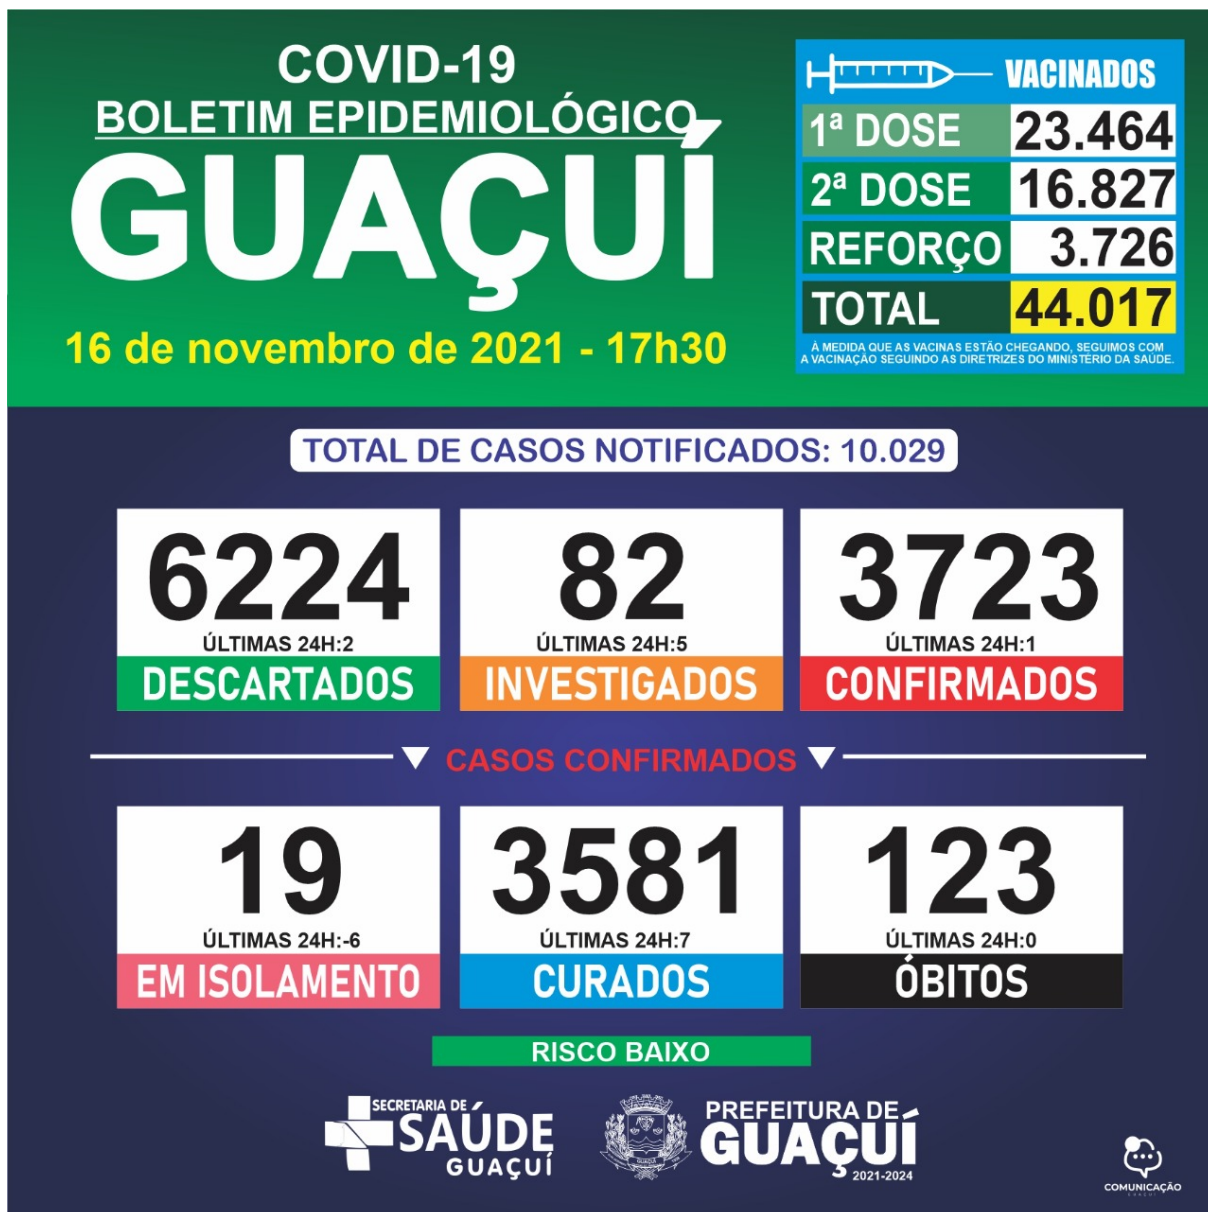 COVID-19
BOLETIM EPIDEMIOLÓGICO
GUAÇUÍ
16 de novembro de 2021 - 17h30
VACINADOS
1ª DOSE 23.464
2ª DOSE 16.827
REFORÇO 3.726
TOTAL 44.017
À MEDIDA QUE AS VACINAS ESTÃO CHEGANDO, SEGUIMOS COM
A VACINAÇÃO SEGUINDO AS DIRETRIZES DO MINISTÉRIO DA SAÚDE.
TOTAL DE CASOS NOTIFICADOS: 10.029
6224
ÚLTIMAS 24H:2
DESCARTADOS
82
ÚLTIMAS 24H:5
INVESTIGADOS
3723
ÚLTIMAS 24H:1
CONFIRMADOS
CASOS CONFIRMADOS
19
ÚLTIMAS 24H:-6
EM ISOLAMENTO
3581
ÚLTIMAS 24H:7
CURADOS
123
ÚLTIMAS 24H:0
ÓBITOS
RISCO BAIXO
SECRETARIA DE
SAÚDE
GUAÇUÍ
PREFEITURA DE
GUAÇUÍ
2021-2024
COMUNICAÇÃO